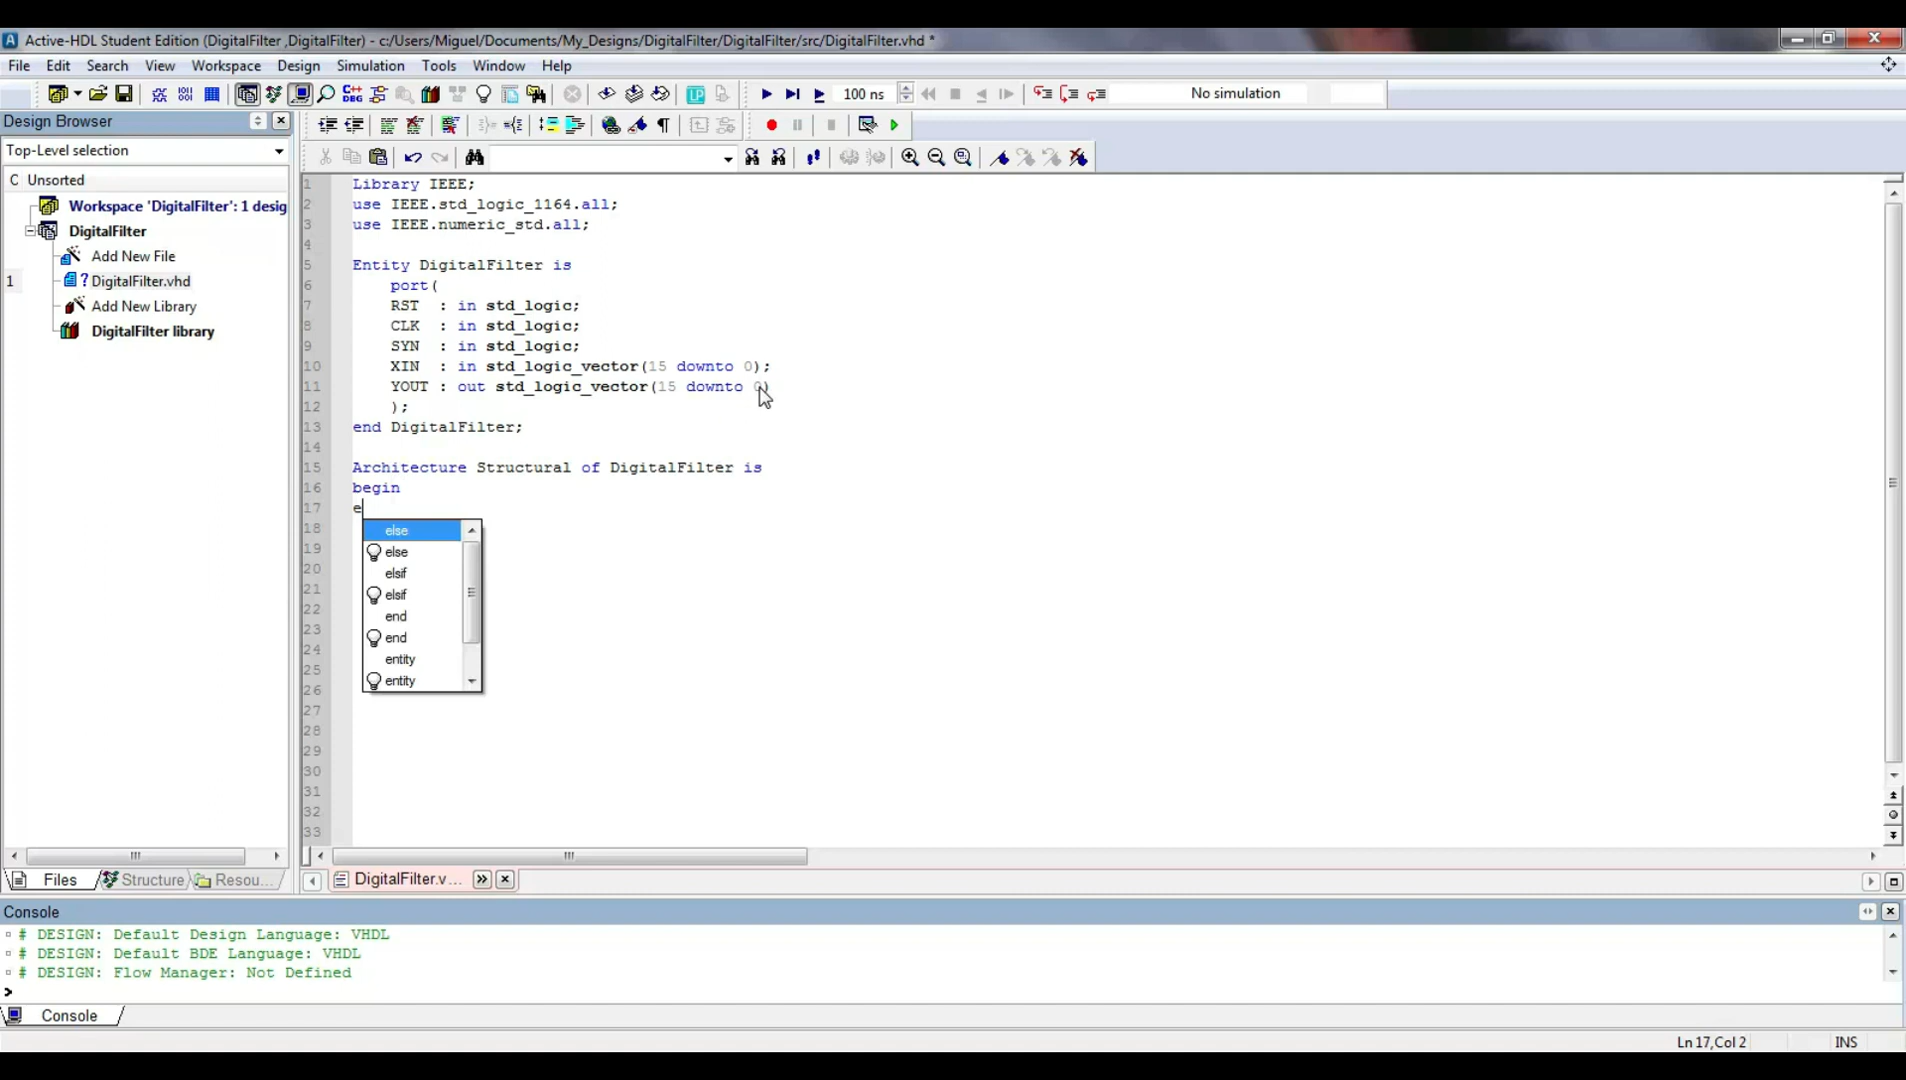 Active-HDL Student Edition (DigitalFilter ,DigitalFilter) - c:/Users/Miguel/Documents/My_Designs/DigitalFilter/DigitalFilter/src/DigitalFilter.vhd *
File Edit Search View Workspace Design Simulation Tools Window Help
100 ns No simulation
Design Browser
Top-Level selection
C Unsorted
Workspace 'DigitalFilter': 1 desig
DigitalFilter
Add New File
1 ? DigitalFilter.vhd
Add New Library
DigitalFilter library
1 Library IEEE;
2 use IEEE.std_logic_1164.all;
3 use IEEE.numeric_std.all;
4
5 Entity DigitalFilter is
6 port(
7 RST : in std_logic;
8 CLK : in std_logic;
9 SYN : in std_logic;
10 XIN : in std_logic_vector(15 downto 0);
11 YOUT : out std_logic_vector(15 downto 0)
12 );
13 end DigitalFilter;
14
15 Architecture Structural of DigitalFilter is
16 begin
17 e
18
19
20
21
22
23
24
25
26
27
28
29
30
31
32
33
else
else
elsif
elsif
end
end
entity
entity
Files Structure Resou...
DigitalFilter.v...
Console
# DESIGN: Default Design Language: VHDL
# DESIGN: Default BDE Language: VHDL
# DESIGN: Flow Manager: Not Defined
>
Console
Ln 17,Col 2 INS